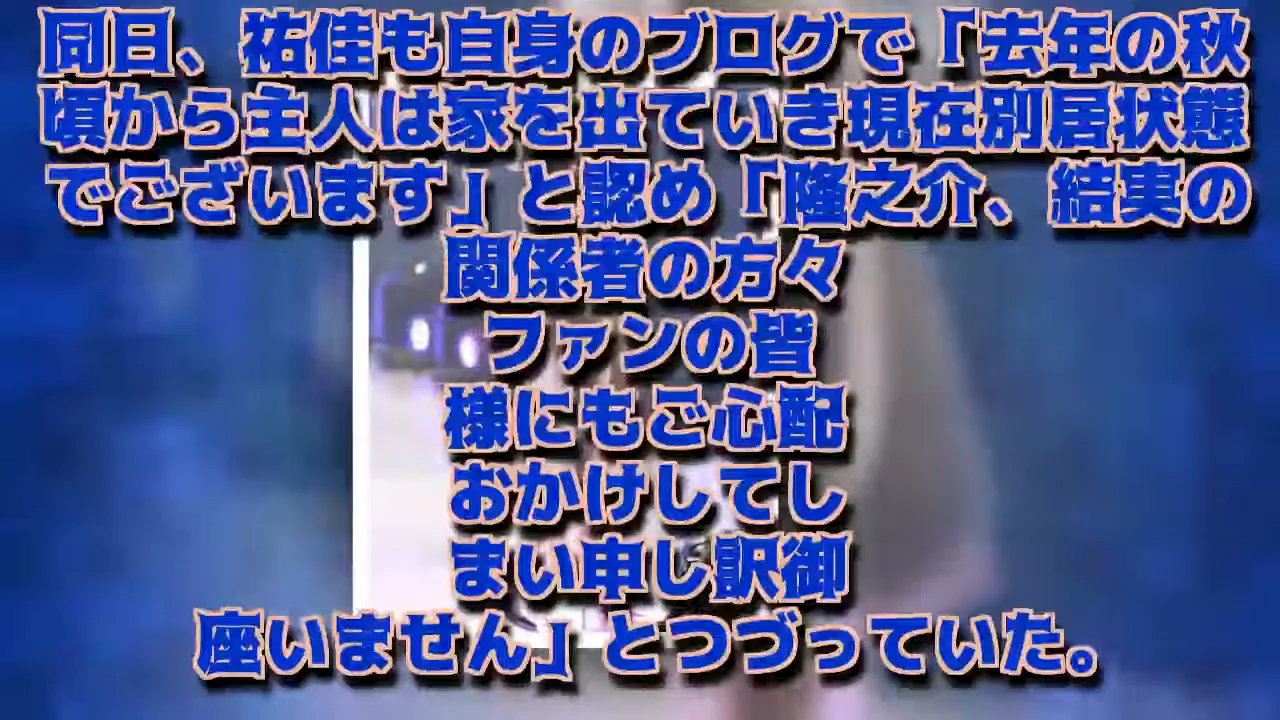 同日、祐佳も自身のブログで「去年の秋
頃から主人は家を出ていき現在別居状態
でございます」と認め「隆之介、結実の
関係者の方々
ファンの皆
様にもご心配
おかけしてし
まい申し訳御
座いません」とつづっていた。